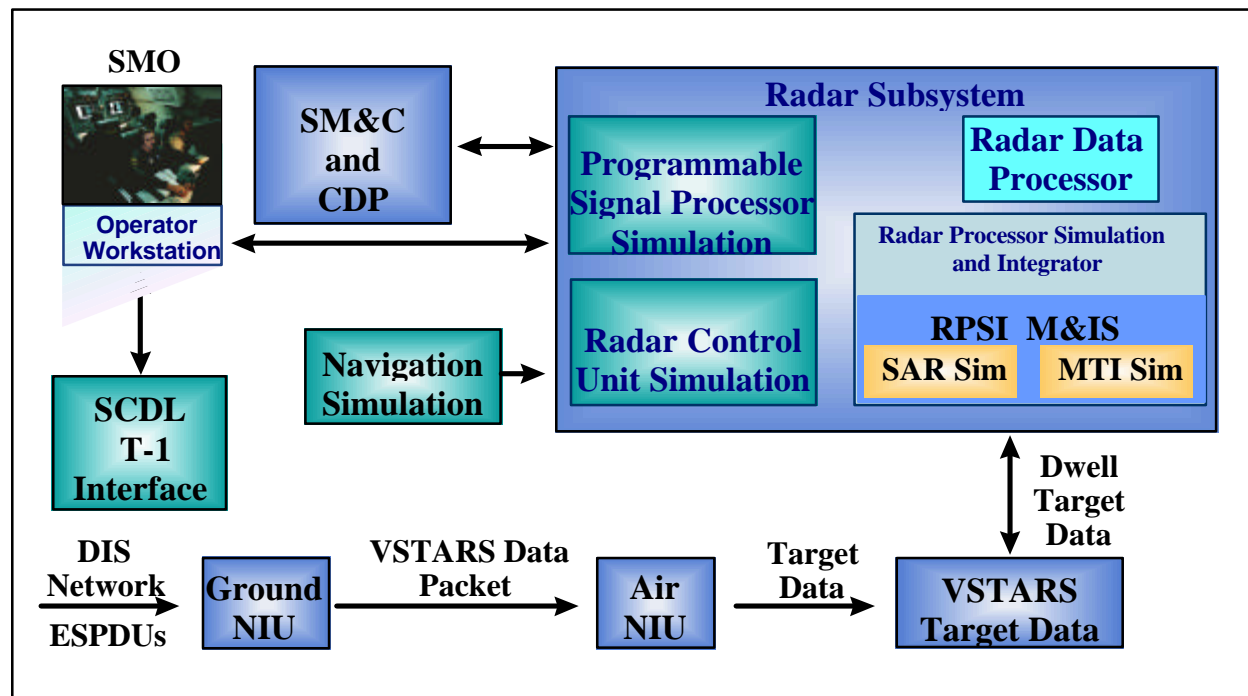 SMO
Operator
Workstation
SM&C
and
CDP
Radar Subsystem
Programmable
Signal Processor
Simulation
Radar Data
Processor
Radar Processor Simulation
and Integrator
RPSI M&IS
SAR Sim
MTI Sim
Radar Control
Unit Simulation
Navigation
Simulation
SCDL
T-1
Interface
Dwell
Target
Data
DIS
Network
ESPDUs
Ground
NIU
VSTARS Data
Packet
Air
NIU
Target
Data
VSTARS
Target Data